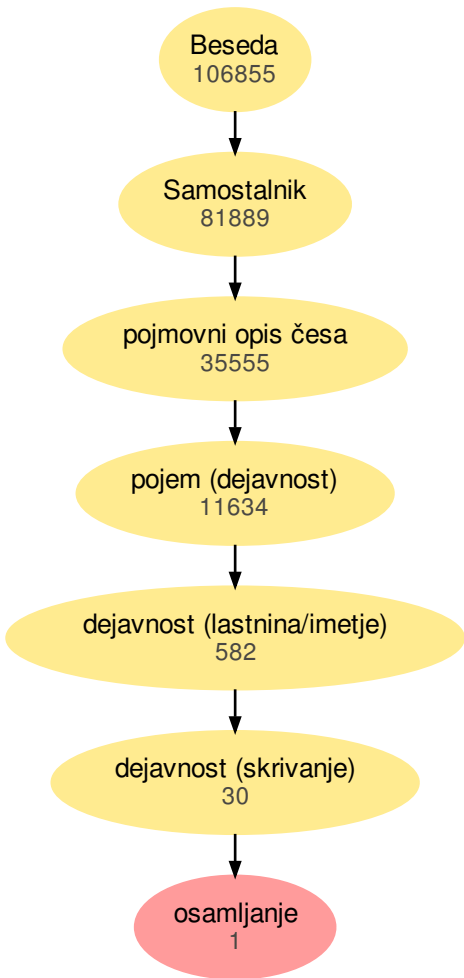 Beseda
106855
Samostalnik
81889
pojmovni opis česa
35555
pojem (dejavnost)
11634
dejavnost (lastnina/imetje)
582
dejavnost (skrivanje)
30
osamljanje
1